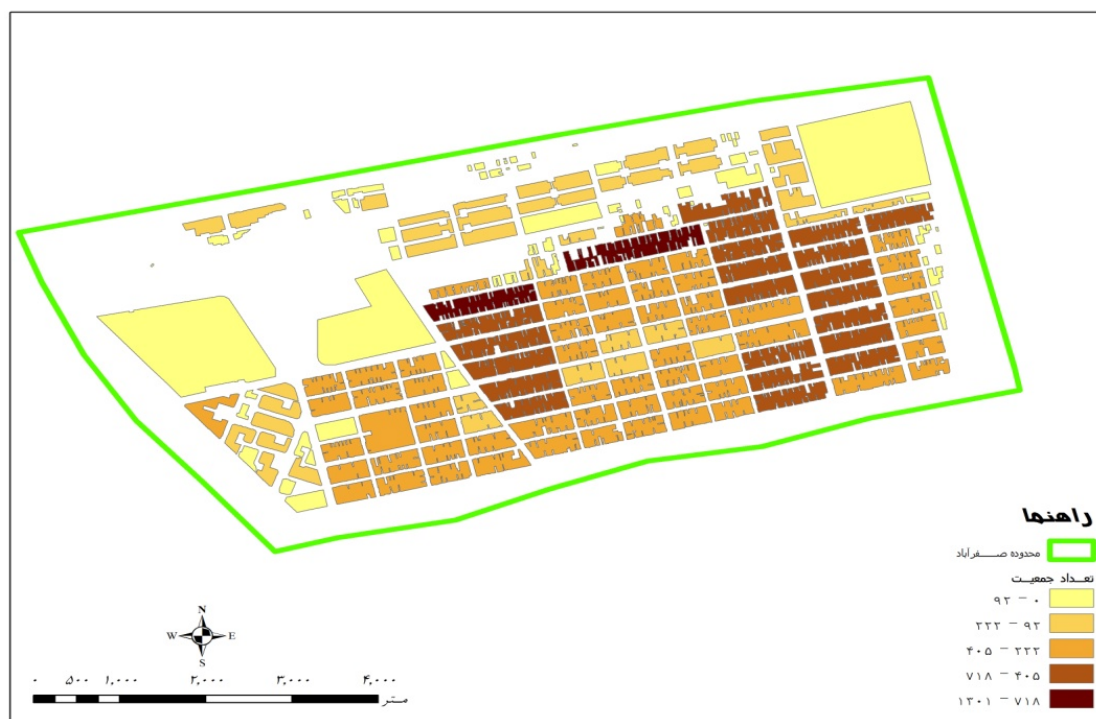 راهنما
محدوده صفرآباد
تعداد جمعیت
۰ - ۹۲
۹۲ - ۲۲۲
۲۲۲ - ۴۰۵
۴۰۵ - ۷۱۸
۷۱۸ - ۱۳۰۱
N
W E
S
۰ ۵۰۰ ۱,۰۰۰ ۲,۰۰۰ ۳,۰۰۰ ۴,۰۰۰
متر